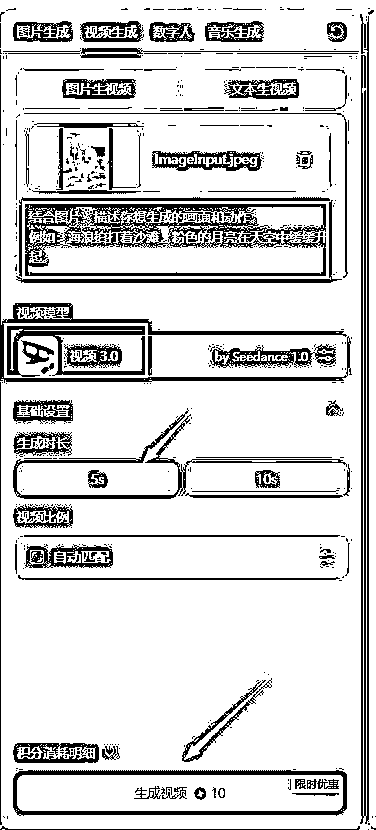 图片生成 视频生成 数字人 音乐生成
图片生视频 文本生视频
ImageInput.jpeg
结合图片，描述你想生成的画面和动作。
例如：海浪拍打着沙滩，粉色的月亮在天空中缓缓升
起。
视频模型
视频 3.0 by Seedance 1.0
基础设置
生成时长
5s 10s
视频比例
自动匹配
积分消耗明细
限时优惠
生成视频 10